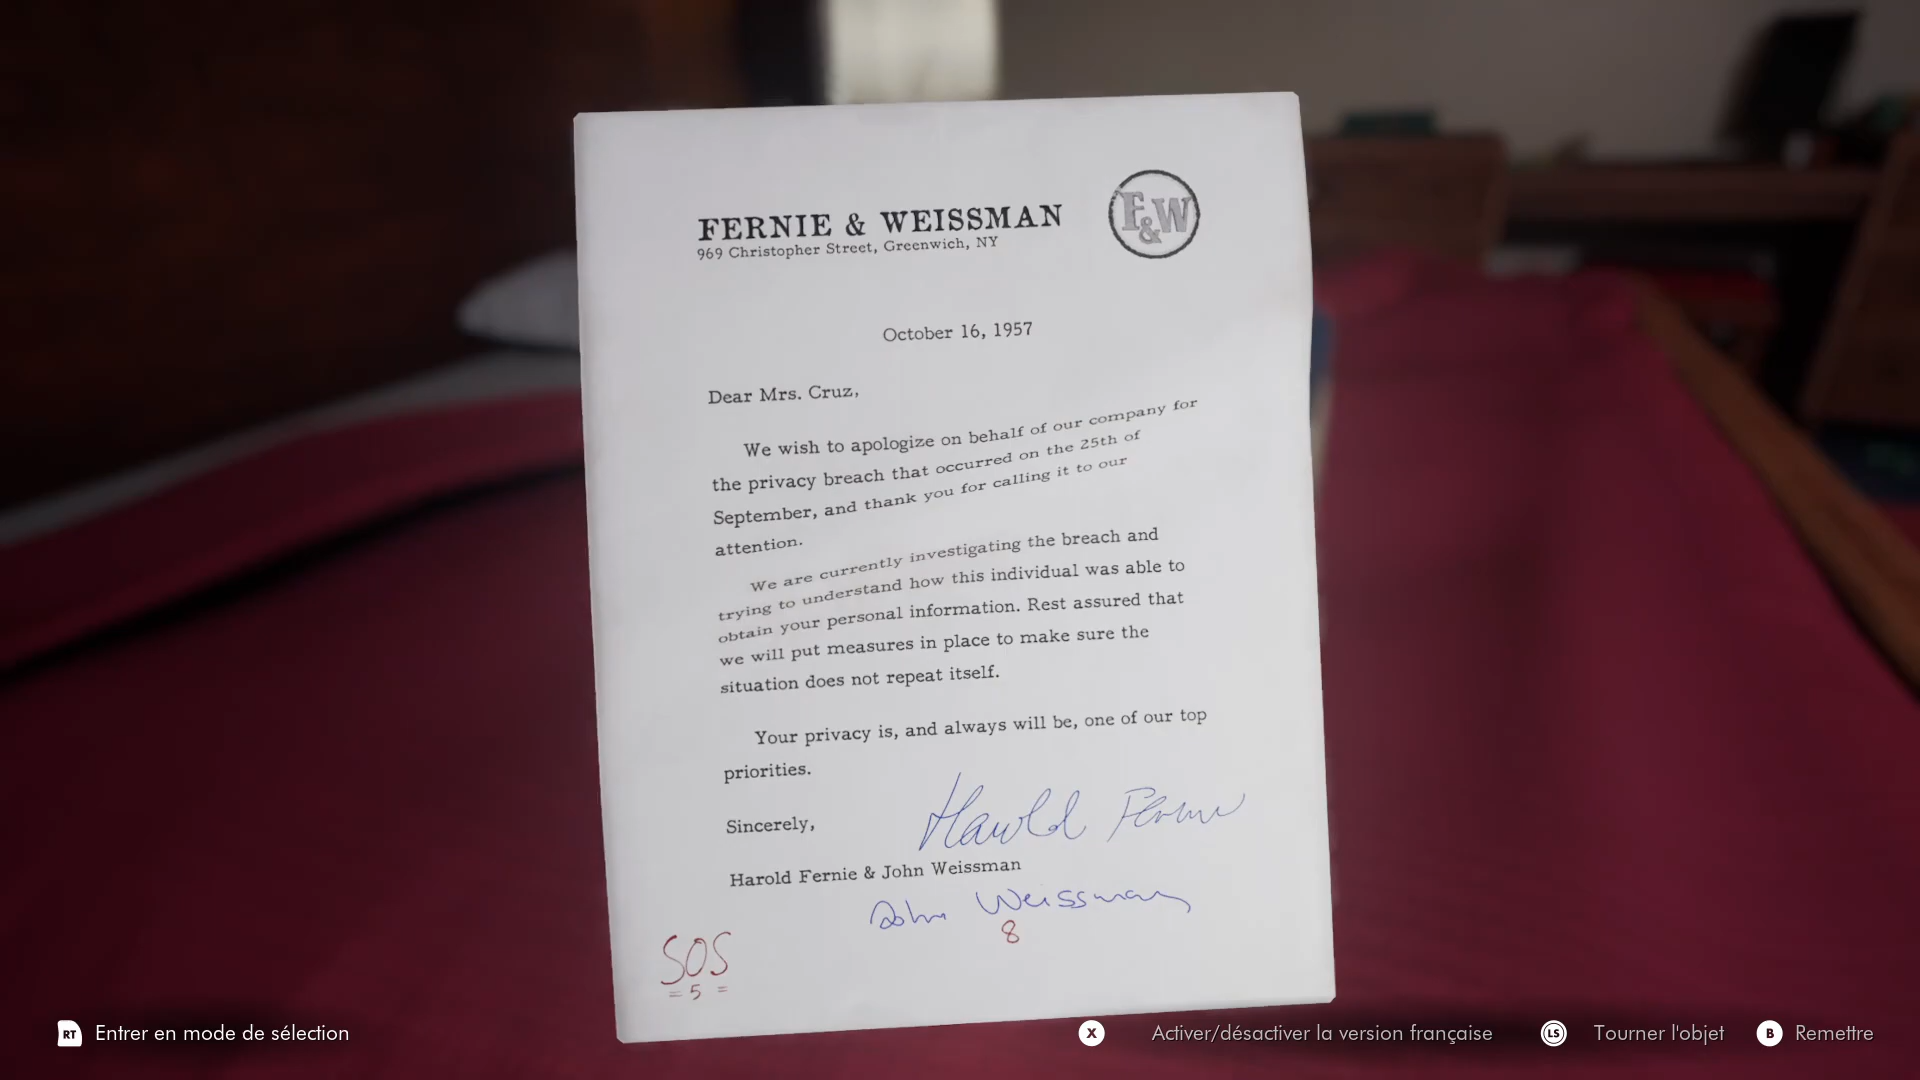 FERNIE & WEISSMAN
969 Christopher Street, Greenwich, NY
F&W
October 16, 1957
Dear Mrs. Cruz,
We wish to apologize on behalf of our company for
the privacy breach that occurred on the 25th of
September, and thank you for calling it to our
attention.
We are currently investigating the breach and
trying to understand how this individual was able to
obtain your personal information. Rest assured that
we will put measures in place to make sure the
situation does not repeat itself.
Your privacy is, and always will be, one of our top
priorities.
Sincerely,
Harold Fernie
Harold Fernie & John Weissman
John Weissman
8
SOS
= 5 =
RT Entrer en mode de sélection
X Activer/désactiver la version française
LS Tourner l'objet
B Remettre